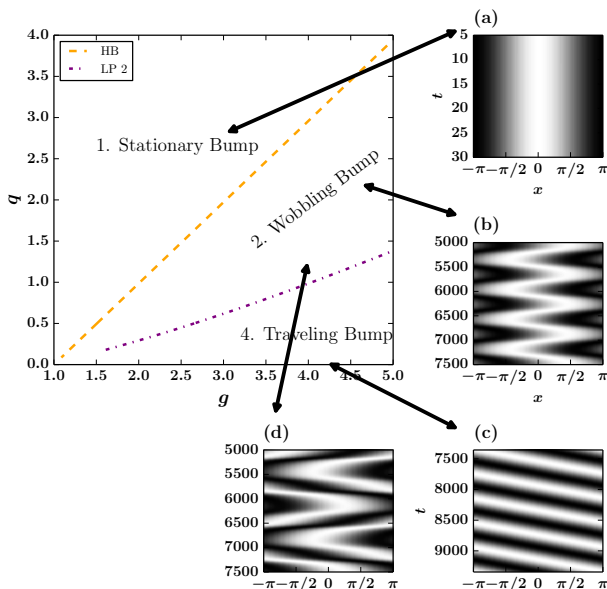 (a)
4.0
HB
LP 2
3.5
3.0
1. Stationary Bump
2.5
q
2.0
2. Wobbling Bump
1.5
1.0
0.5
4. Traveling Bump
0.0
1.0 1.5 2.0 2.5 3.0 3.5 4.0 4.5 5.0
g
5
10
t
15
20
25
30
−π −π/2 0 π/2 π
x
(b)
5000
5500
6000
6500
7000
7500
−π −π/2 0 π/2 π
x
(d)
5000
5500
6000
6500
7000
7500
−π −π/2 0 π/2 π
(c)
7500
8000
t
8500
9000
−π −π/2 0 π/2 π